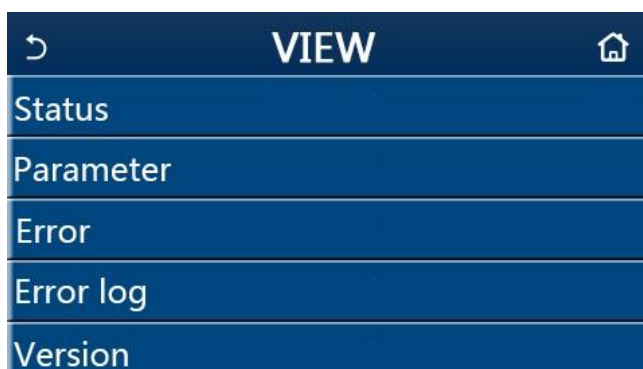 VIEW
Status
Parameter
Error
Error log
Version